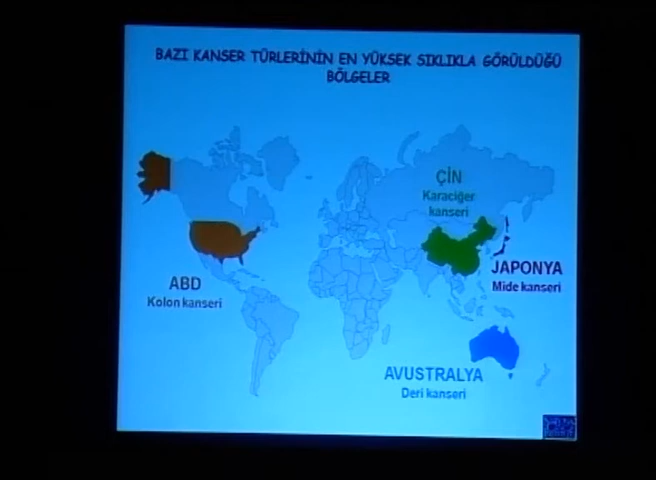 BAZI KANSER TÜRLERİNİN EN YÜKSEK SIKLIKLA GÖRÜLDÜĞÜ
BÖLGELER
ÇİN
Karaciğer
kanseri
JAPONYA
Mide kanseri
ABD
Kolon kanseri
AVUSTRALYA
Deri kanseri